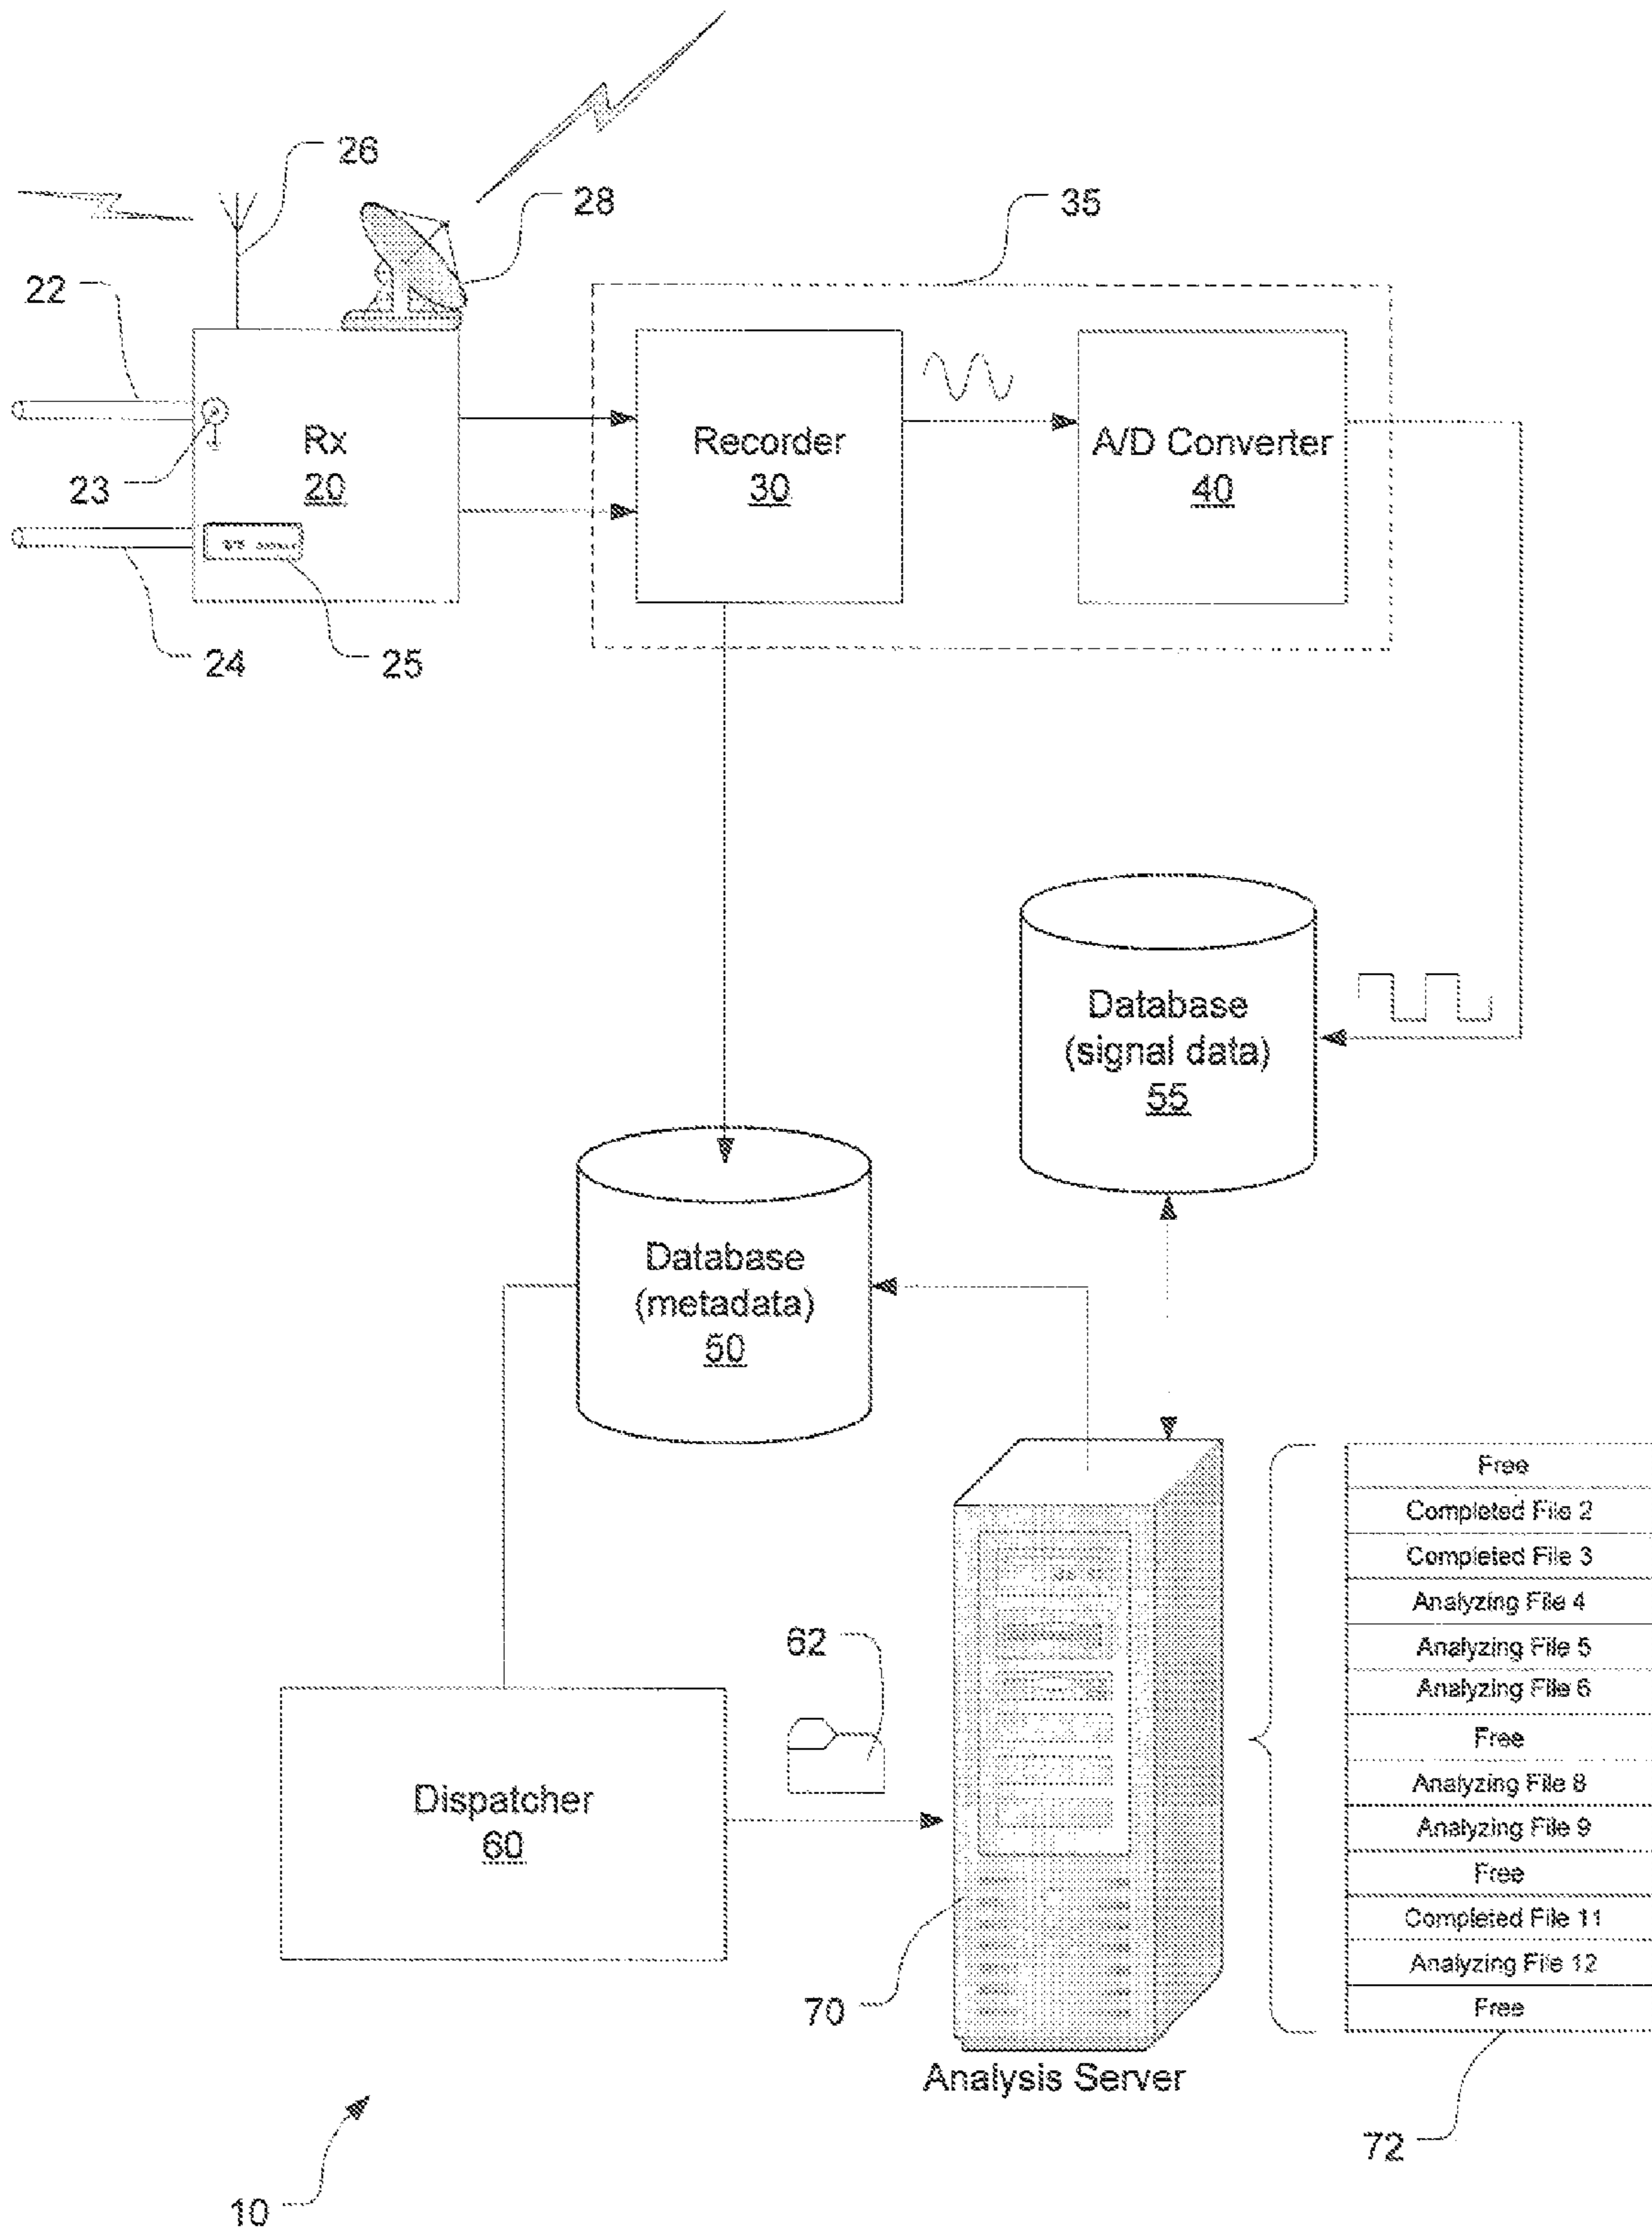 26
28
35
22
Rx
20
23
24
25
Recorder
30
A/D Converter
40
Database
(signal data)
55
Database
(metadata)
50
Free
Completed File 2
Completed File 3
Analyzing File 4
Analyzing File 5
Analyzing File 6
Free
Analyzing File 8
Analyzing File 9
Free
Completed File 11
Analyzing File 12
Free
62
Dispatcher
60
70
Analysis Server
72
10